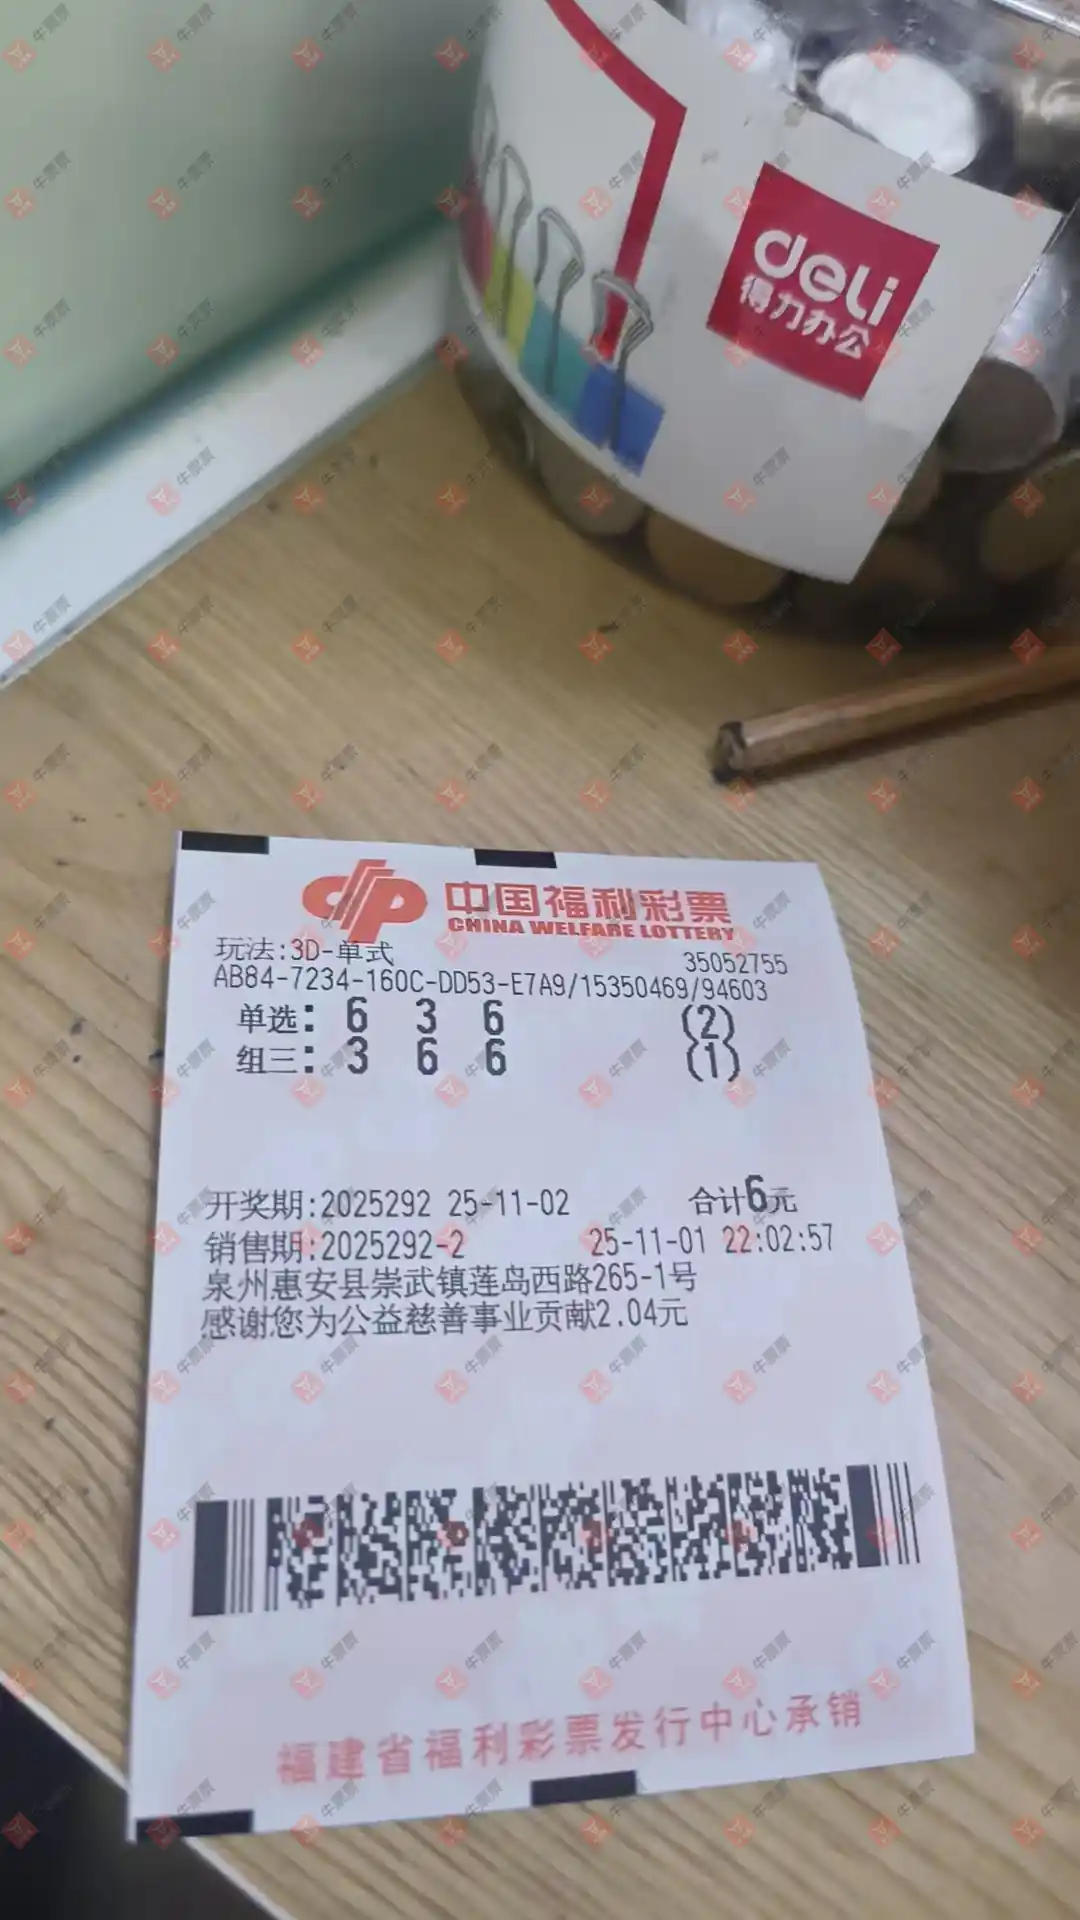 deli
得力办公
中国福利彩票
CHINA WELFARE LOTTERY
玩法:3D-单式
35052755
AB84-7234-160C-DD53-E7A9/15350469/94603
单选: 6 3 6 (2)
组三: 3 6 6 (1)
开奖期:2025292 25-11-02 合计6元
销售期:2025292-2 25-11-01 22:02:57
泉州惠安县崇武镇莲岛西路265-1号
感谢您为公益慈善事业贡献2.04元
福建省福利彩票发行中心承销
牛票票